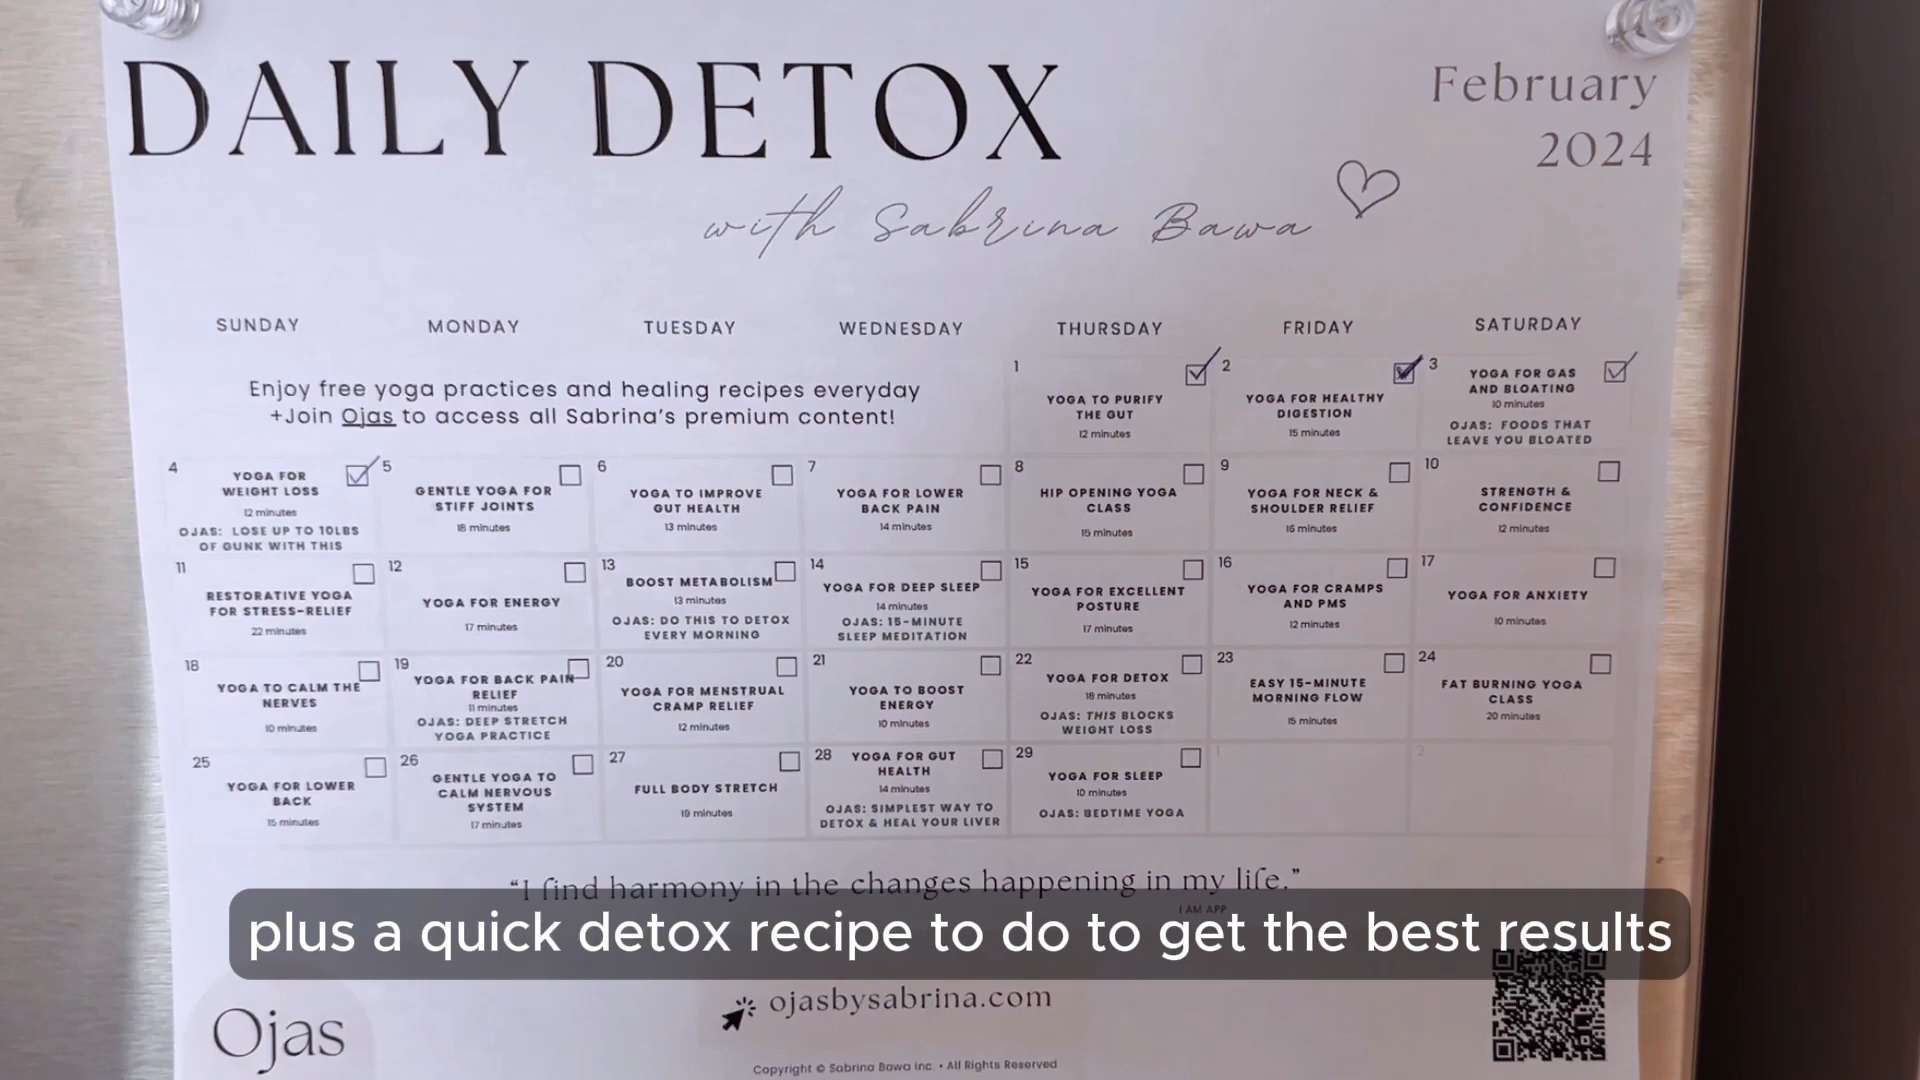 DAILY DETOX
February
2024
with Sabrina Bawa
SUNDAY MONDAY TUESDAY WEDNESDAY THURSDAY FRIDAY SATURDAY
Enjoy free yoga practices and healing recipes everyday
+Join Ojas to access all Sabrina's premium content!
1
YOGA TO PURIFY
THE GUT
12 minutes
2
YOGA FOR HEALTHY
DIGESTION
15 minutes
3
YOGA FOR GAS
AND BLOATING
10 minutes
OJAS: FOODS THAT
LEAVE YOU BLOATED
4
YOGA FOR
WEIGHT LOSS
12 minutes
OJAS: LOSE UP TO 10LBS
OF GUNK WITH THIS
5
GENTLE YOGA FOR
STIFF JOINTS
18 minutes
6
YOGA TO IMPROVE
GUT HEALTH
13 minutes
7
YOGA FOR LOWER
BACK PAIN
14 minutes
8
HIP OPENING YOGA
CLASS
15 minutes
9
YOGA FOR NECK &
SHOULDER RELIEF
16 minutes
10
STRENGTH &
CONFIDENCE
12 minutes
11
RESTORATIVE YOGA
FOR STRESS-RELIEF
22 minutes
12
YOGA FOR ENERGY
17 minutes
13
BOOST METABOLISM
13 minutes
OJAS: DO THIS TO DETOX
EVERY MORNING
14
YOGA FOR DEEP SLEEP
14 minutes
OJAS: 15-MINUTE
SLEEP MEDITATION
15
YOGA FOR EXCELLENT
POSTURE
17 minutes
16
YOGA FOR CRAMPS
AND PMS
12 minutes
17
YOGA FOR ANXIETY
10 minutes
18
YOGA TO CALM THE
NERVES
10 minutes
19
YOGA FOR BACK PAIN
RELIEF
11 minutes
OJAS: DEEP STRETCH
YOGA PRACTICE
20
YOGA FOR MENSTRUAL
CRAMP RELIEF
12 minutes
21
YOGA TO BOOST
ENERGY
10 minutes
22
YOGA FOR DETOX
18 minutes
OJAS: THIS BLOCKS
WEIGHT LOSS
23
EASY 15-MINUTE
MORNING FLOW
15 minutes
24
FAT BURNING YOGA
CLASS
20 minutes
25
YOGA FOR LOWER
BACK
15 minutes
26
GENTLE YOGA TO
CALM NERVOUS
SYSTEM
17 minutes
27
FULL BODY STRETCH
19 minutes
28
YOGA FOR GUT
HEALTH
14 minutes
OJAS: SIMPLEST WAY TO
DETOX & HEAL YOUR LIVER
29
YOGA FOR SLEEP
10 minutes
OJAS: BEDTIME YOGA
1
2
"I find harmony in the changes happening in my life."
I AM APP
plus a quick detox recipe to do to get the best results
Ojas
ojasbysabrina.com
Copyright © Sabrina Bawa Inc. • All Rights Reserved